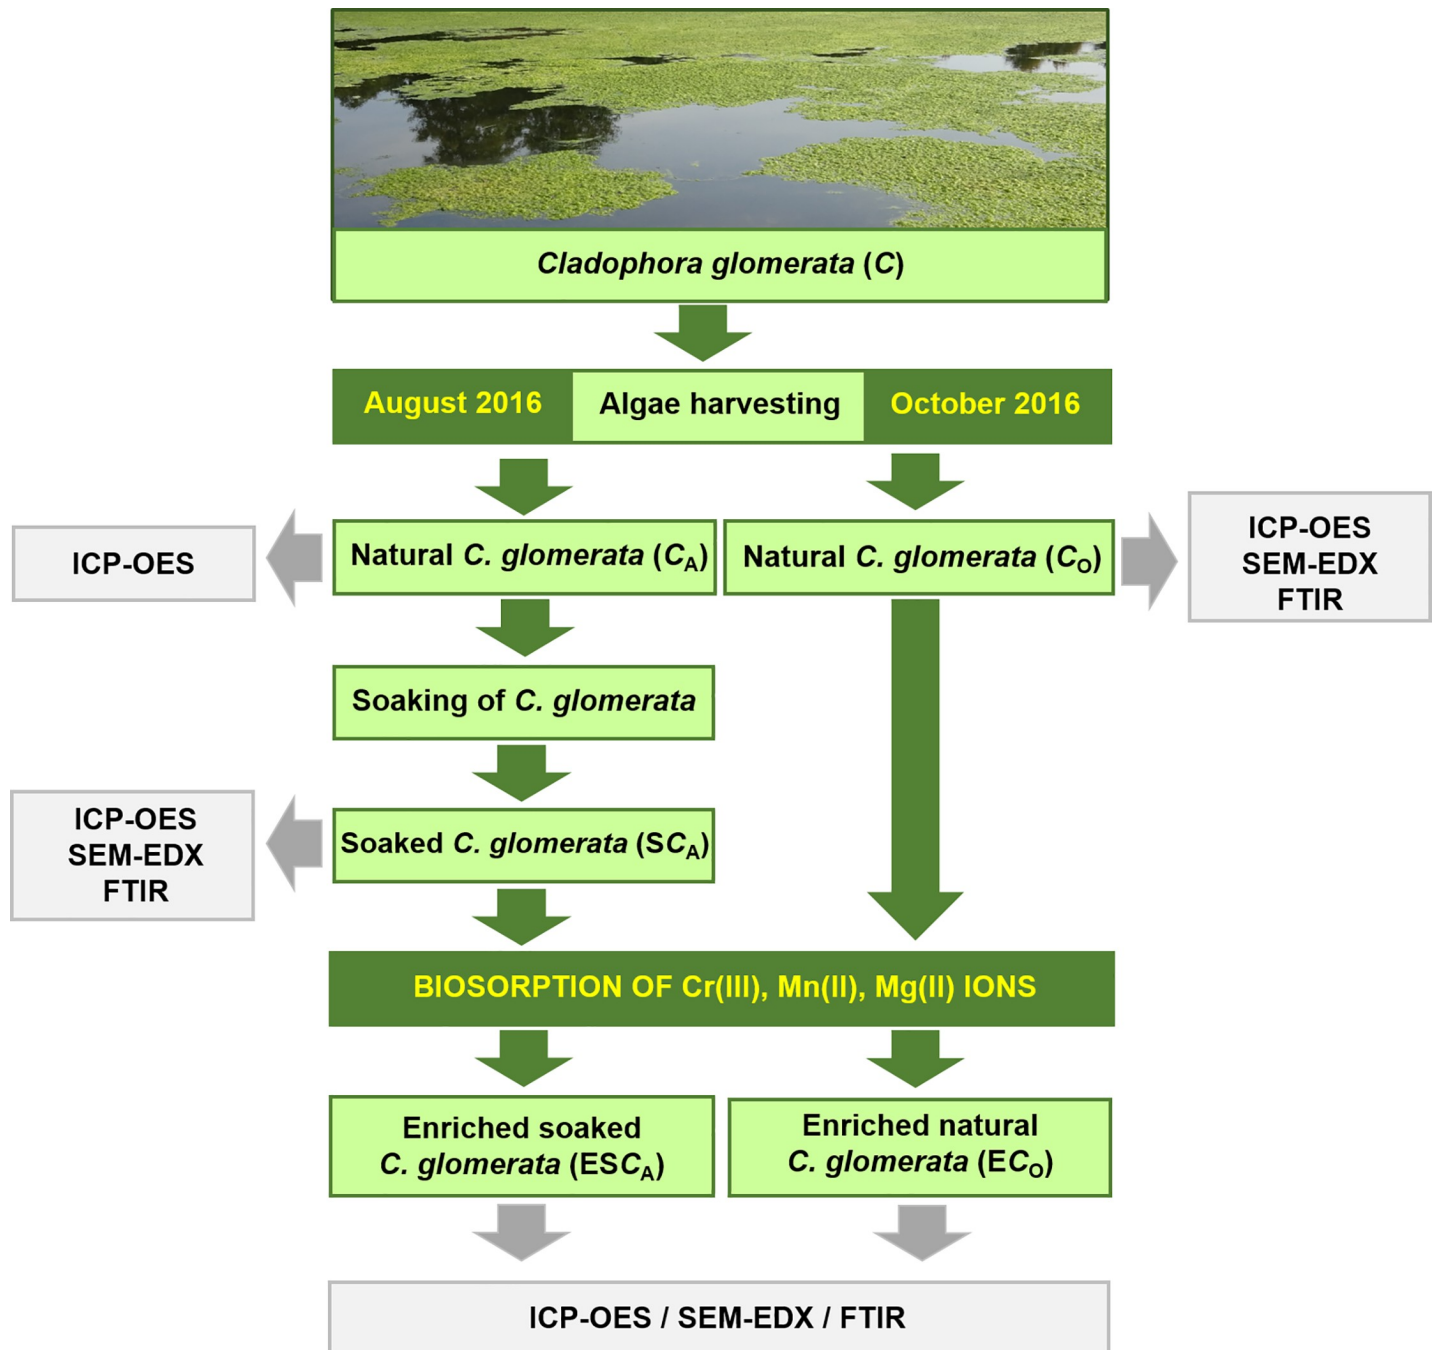 Cladophora glomerata (C)
August 2016
Algae harvesting
October 2016
ICP-OES
Natural C. glomerata (CA)
Natural C. glomerata (CO)
ICP-OES
SEM-EDX
FTIR
Soaking of C. glomerata
ICP-OES
SEM-EDX
FTIR
Soaked C. glomerata (SCA)
BIOSORPTION OF Cr(III), Mn(II), Mg(II) IONS
Enriched soaked
C. glomerata (ESCA)
Enriched natural
C. glomerata (ECO)
ICP-OES / SEM-EDX / FTIR